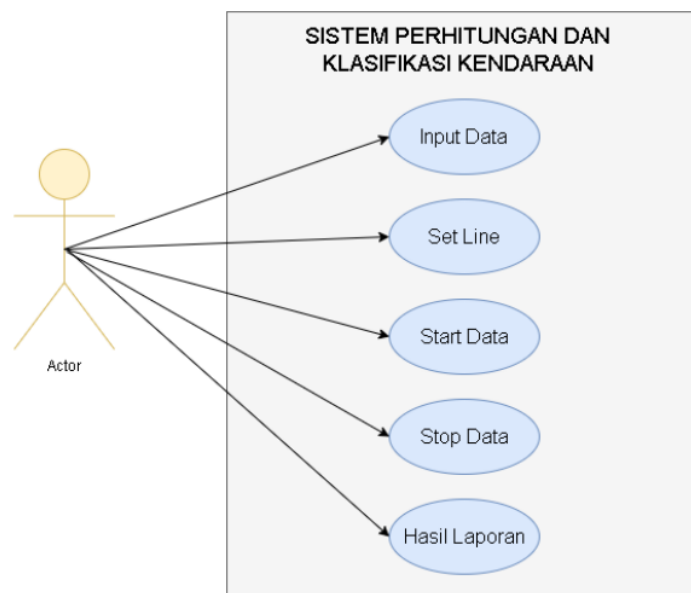 SISTEM PERHITUNGAN DAN
KLASIFIKASI KENDARAAN
Input Data
Set Line
Start Data
Stop Data
Hasil Laporan
Actor